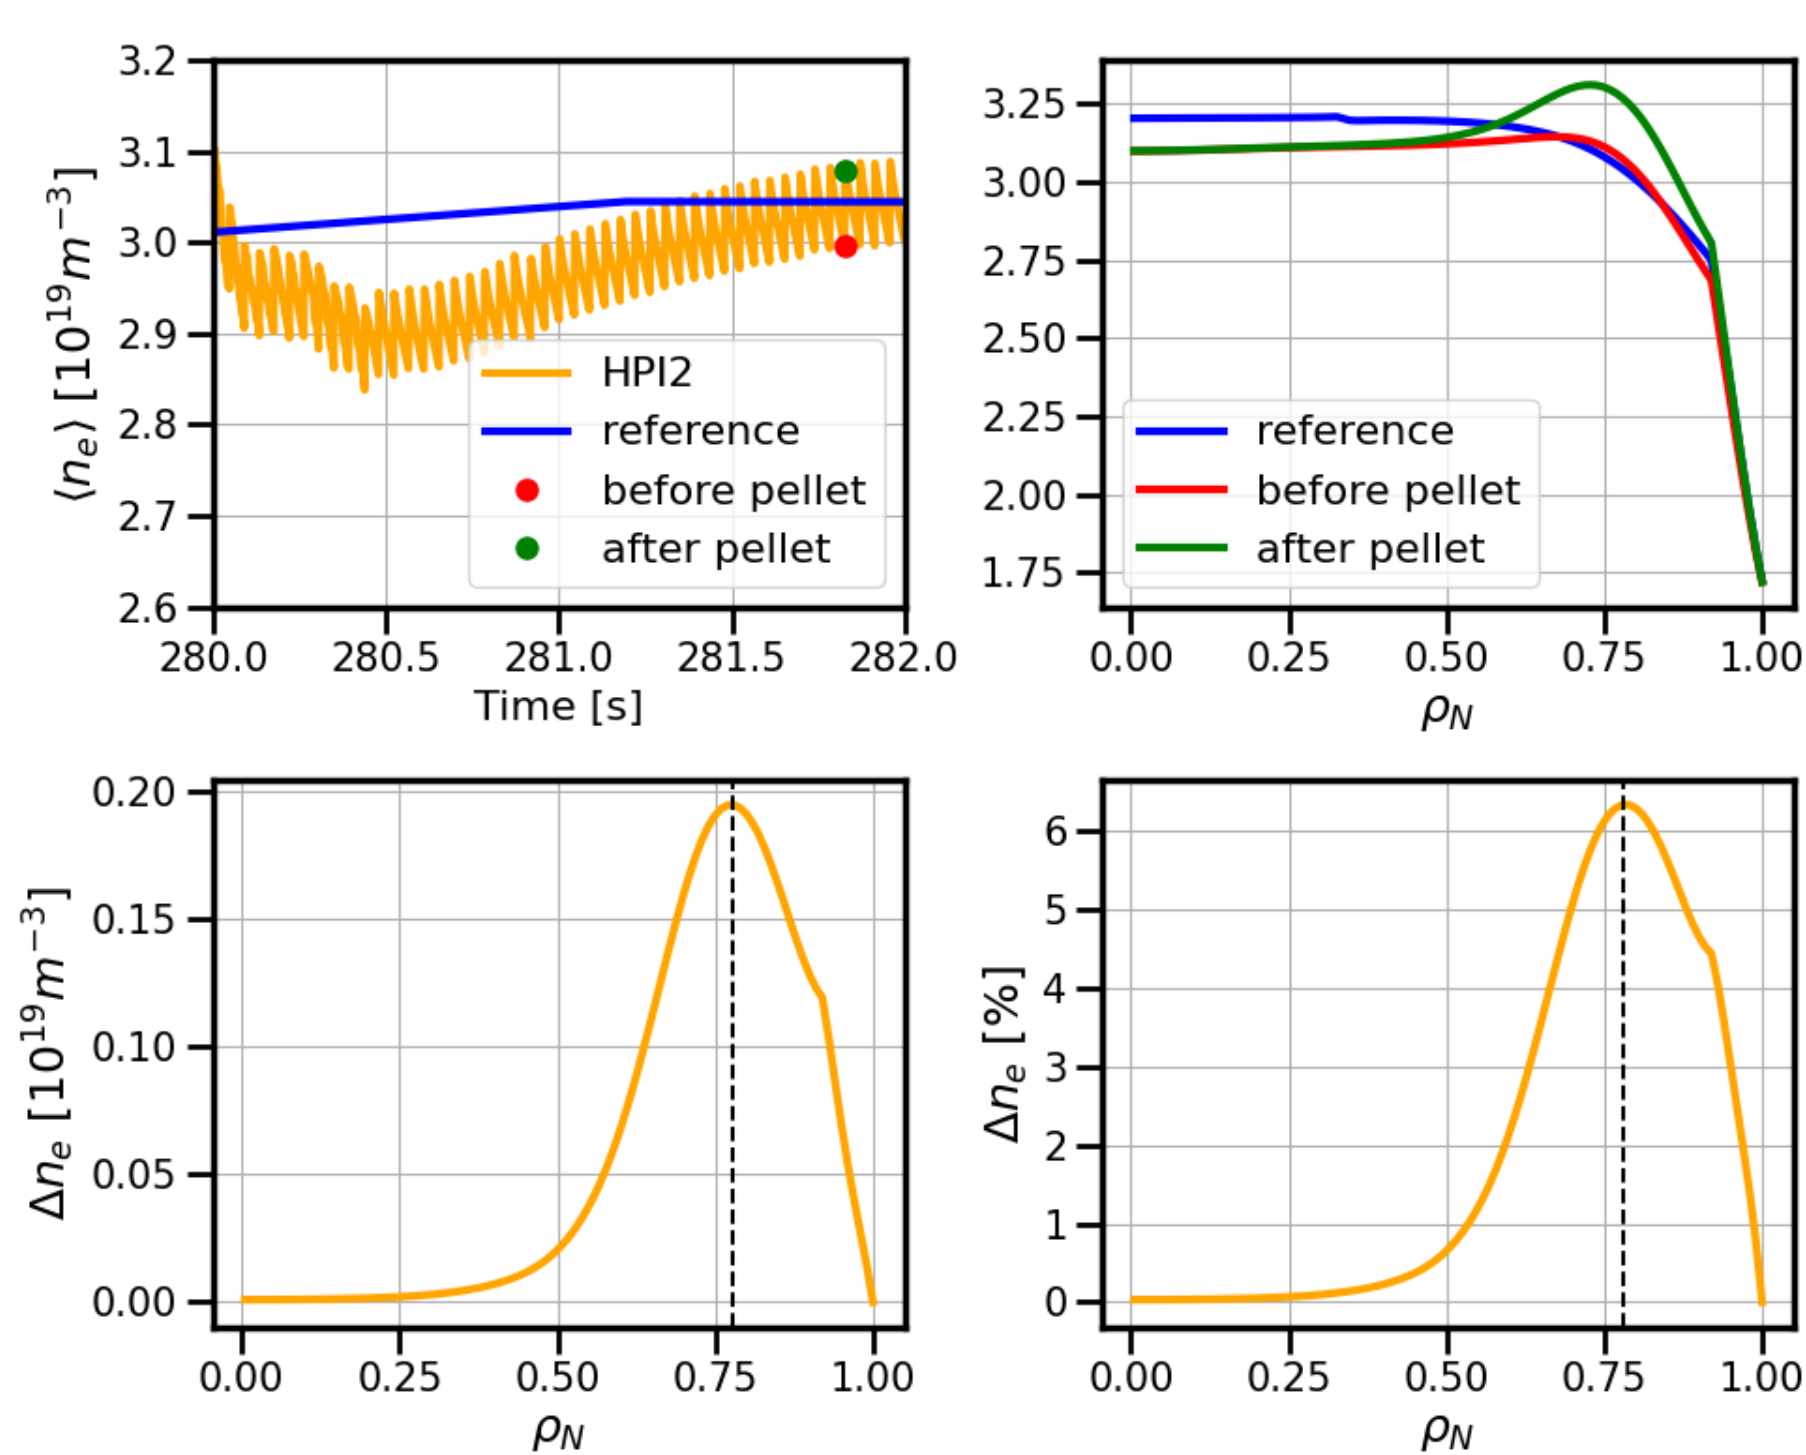 3.2
3.1
3.0
2.9
2.8
2.7
2.6
⟨n_e⟩ [10^19 m^−3]
HPI2
reference
before pellet
after pellet
280.0 280.5 281.0 281.5 282.0
Time [s]
3.25
3.00
2.75
2.50
2.25
2.00
1.75
reference
before pellet
after pellet
0.00 0.25 0.50 0.75 1.00
ρ_N
0.20
0.15
0.10
0.05
0.00
Δn_e [10^19 m^−3]
0.00 0.25 0.50 0.75 1.00
ρ_N
6
5
4
3
2
1
0
Δn_e [%]
0.00 0.25 0.50 0.75 1.00
ρ_N